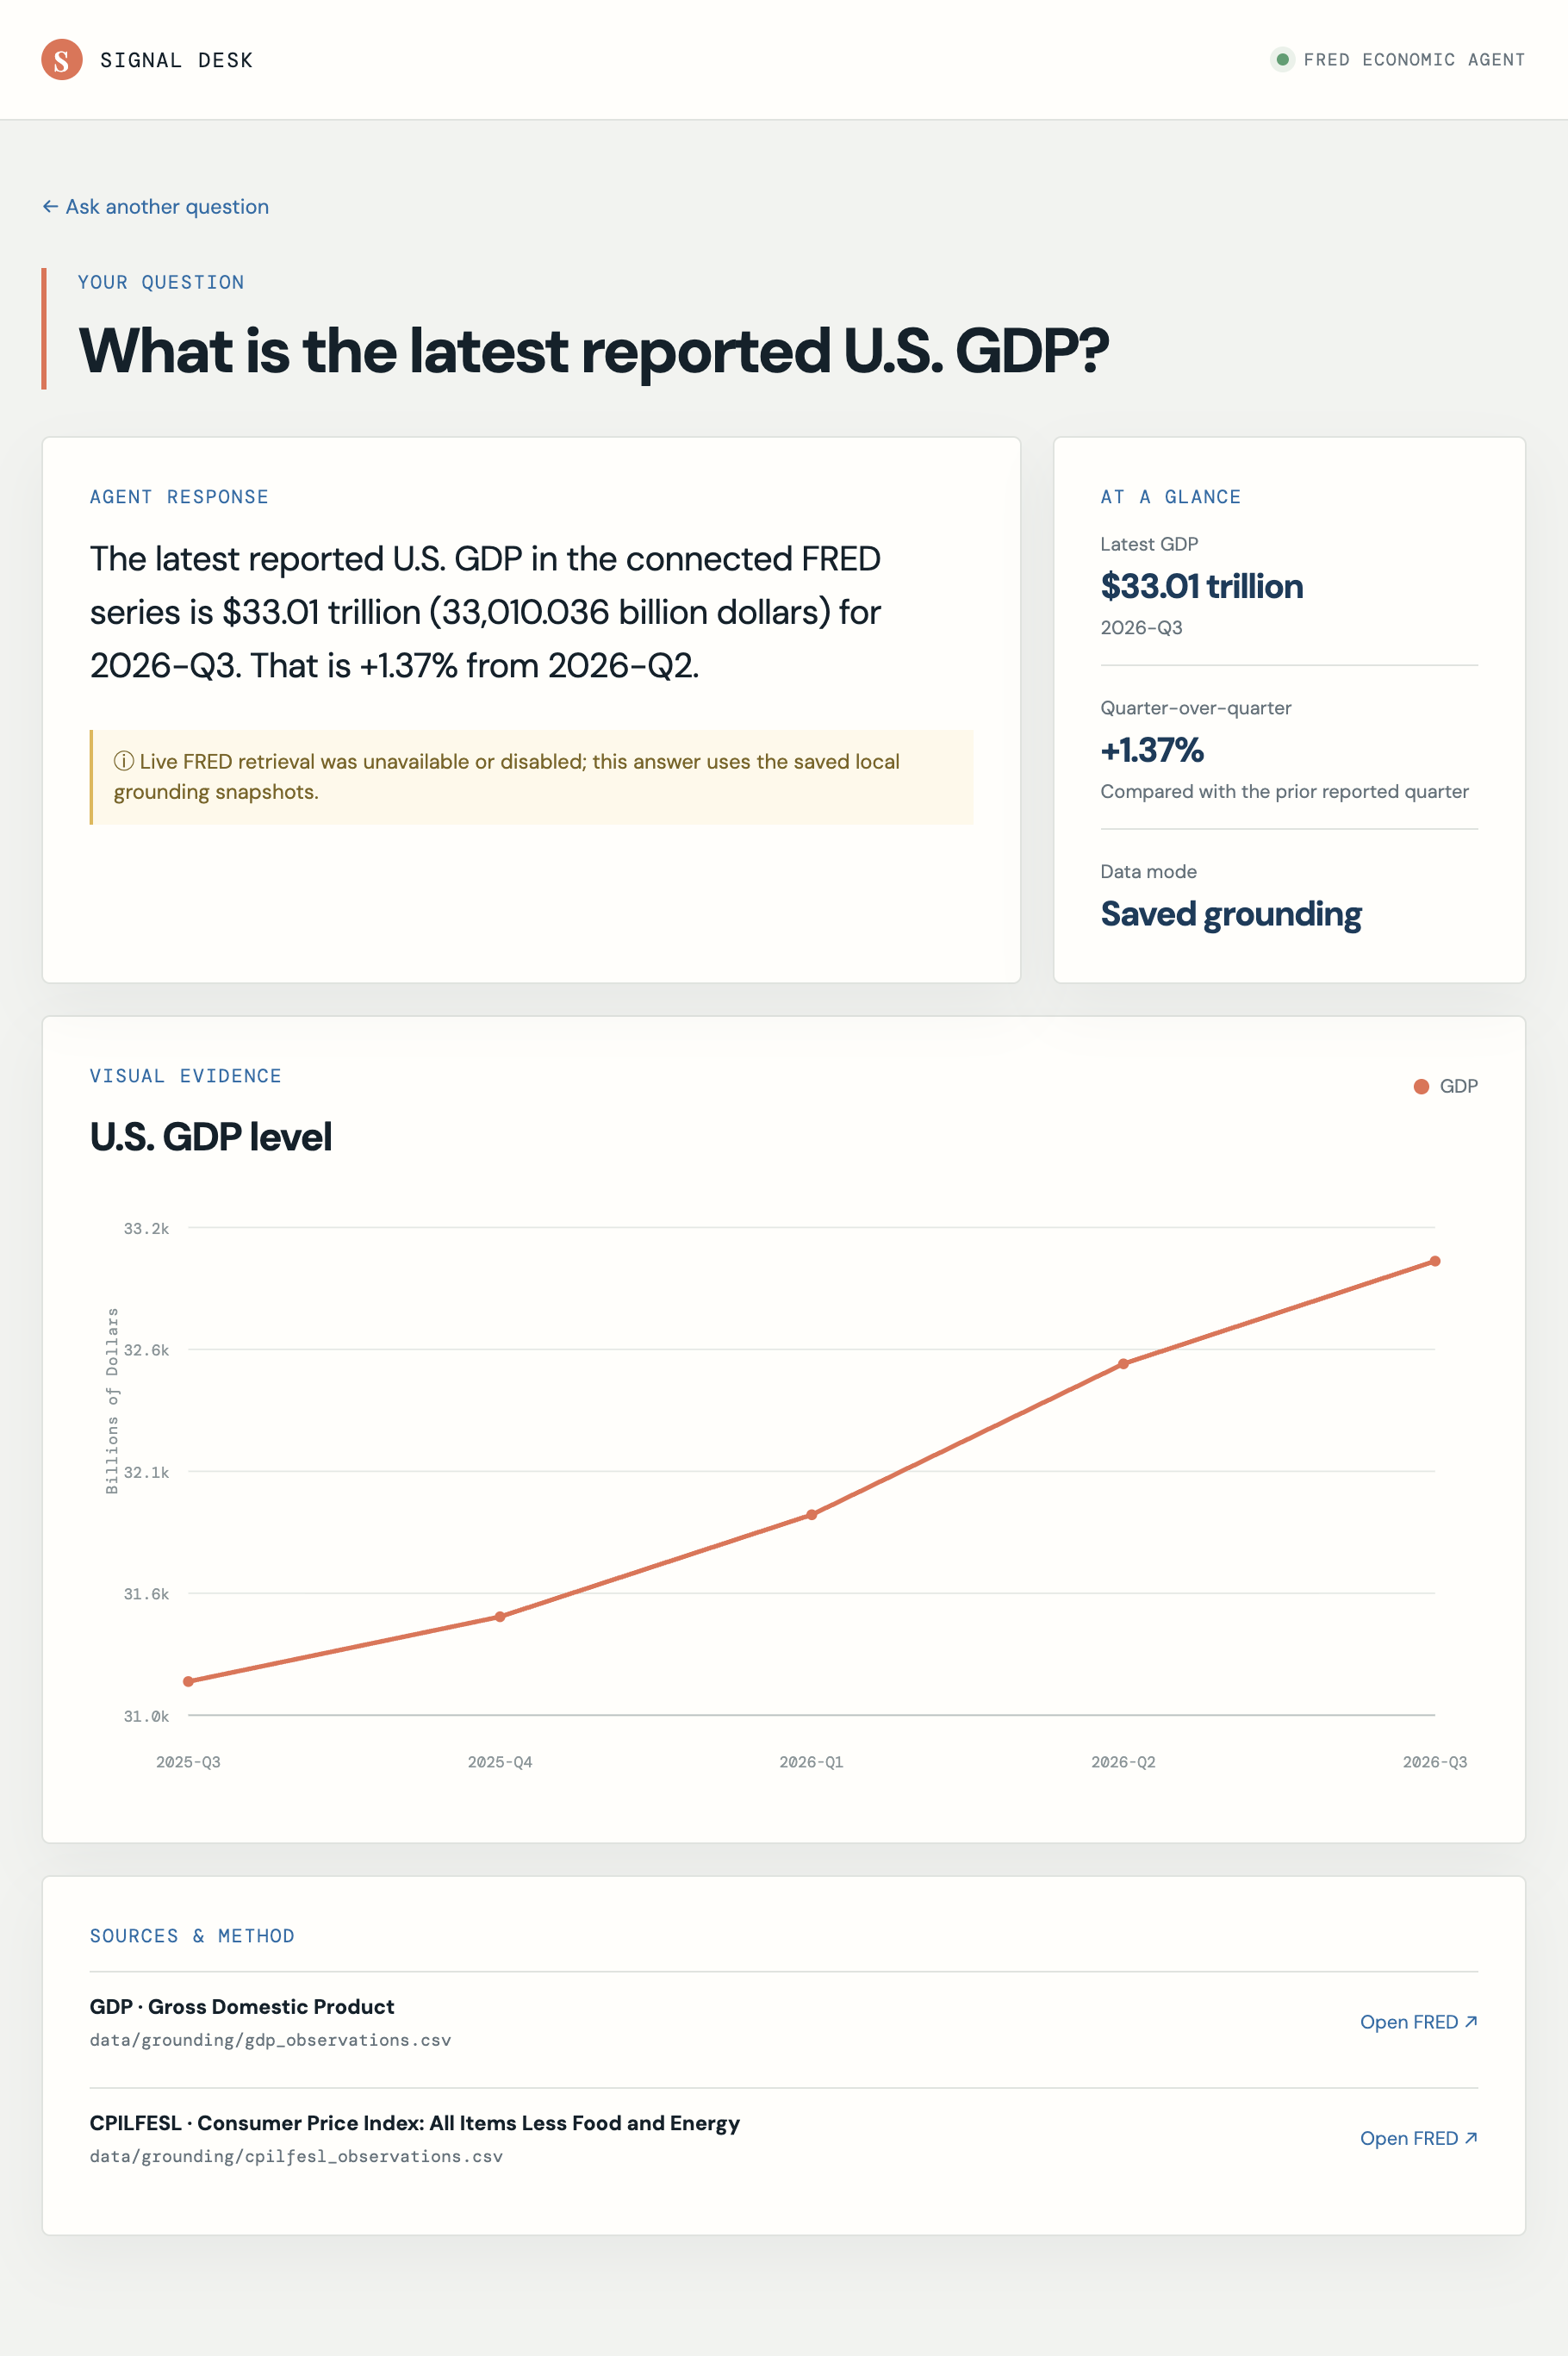 S SIGNAL DESK
FRED ECONOMIC AGENT
← Ask another question
YOUR QUESTION
What is the latest reported U.S. GDP?
AGENT RESPONSE
The latest reported U.S. GDP in the connected FRED
series is $33.01 trillion (33,010.036 billion dollars) for
2026-Q3. That is +1.37% from 2026-Q2.
ⓘ Live FRED retrieval was unavailable or disabled; this answer uses the saved local
grounding snapshots.
AT A GLANCE
Latest GDP
$33.01 trillion
2026-Q3
Quarter-over-quarter
+1.37%
Compared with the prior reported quarter
Data mode
Saved grounding
VISUAL EVIDENCE
U.S. GDP level
GDP
Billions of Dollars
33.2k
32.6k
32.1k
31.6k
31.0k
2025-Q3
2025-Q4
2026-Q1
2026-Q2
2026-Q3
SOURCES & METHOD
GDP · Gross Domestic Product
data/grounding/gdp_observations.csv
Open FRED ↗
CPILFESL · Consumer Price Index: All Items Less Food and Energy
data/grounding/cpilfesl_observations.csv
Open FRED ↗